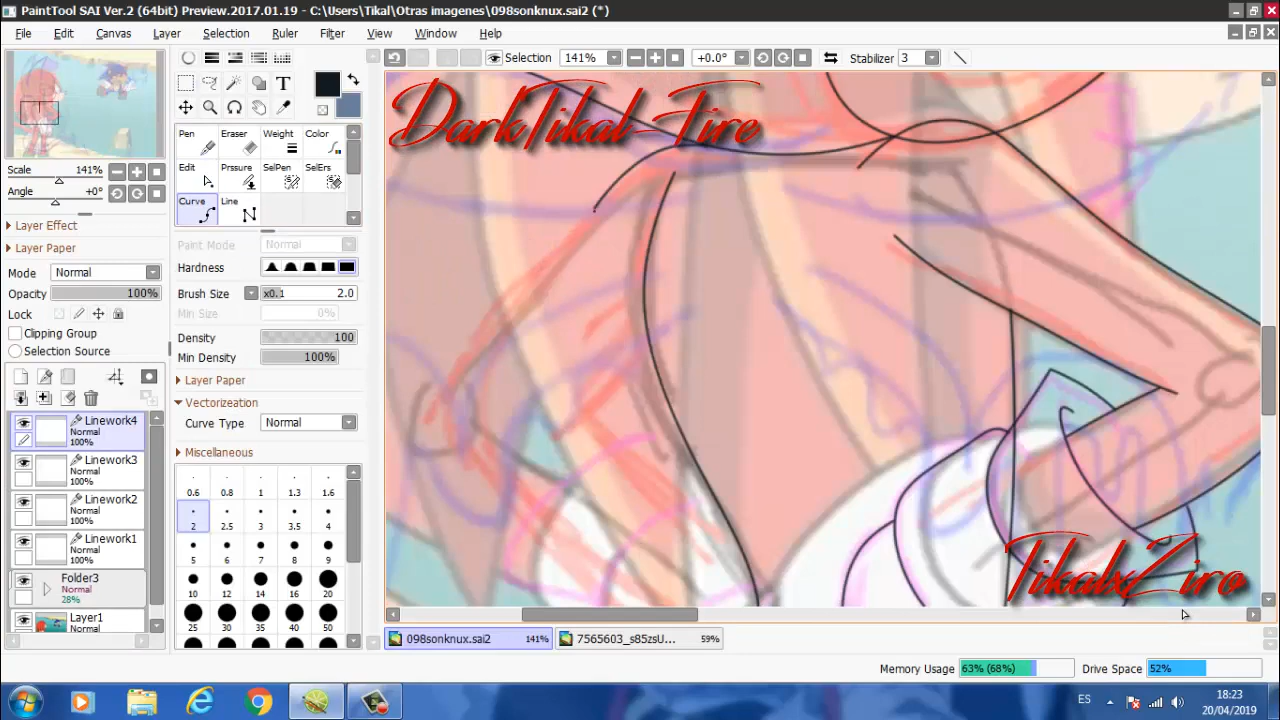 PaintTool SAI Ver.2 (64bit) Preview.2017.01.19 - C:\Users\Tikal\Otras imagenes\098sonknux.sai2 (*)
File Edit Canvas Layer Selection Ruler Filter View Window Help
Selection 141% +0.0° Stabilizer 3
DarkTikal-Fire
T
Pen Eraser Weight Color
Edit Prssure SelPen SelErs
Curve Line
Scale 141%
Angle +0°
Layer Effect
Layer Paper
Mode Normal
Opacity 100%
Lock
Clipping Group
Selection Source
Paint Mode Normal
Hardness
Brush Size x0.1 2.0
Min Size 0%
Density 100
Min Density 100%
Layer Paper
Vectorization
Curve Type Normal
Miscellaneous
0.6 0.8 1 1.3 1.6
2 2.5 3 3.5 4
5 6 7 8 9
10 12 14 16 20
25 30 35 40 50
Linework4
Normal
100%
Linework3
Normal
100%
Linework2
Normal
100%
Linework1
Normal
100%
Folder3
Normal
28%
Layer1
Normal
TikalxZiro
098sonknux.sai2 141% 7565603_s85zsU... 59%
Memory Usage 63% (68%) Drive Space 52%
ES 18:23
20/04/2019